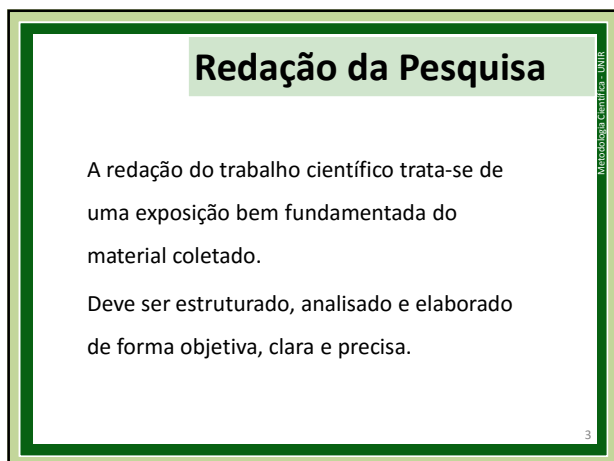 Redação da Pesquisa
Metodologia Científica - UNIR
A redação do trabalho científico trata-se de
uma exposição bem fundamentada do
material coletado.
Deve ser estruturado, analisado e elaborado
de forma objetiva, clara e precisa.
3